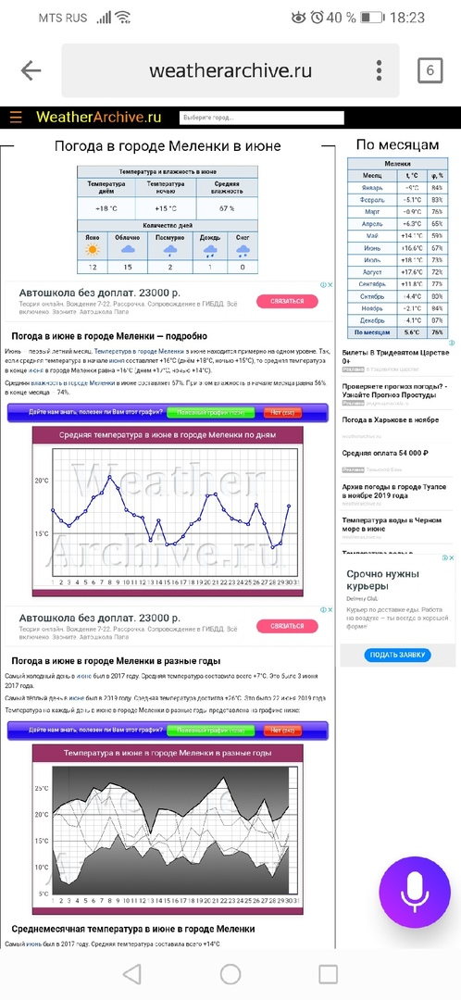 MTS RUS
40 %
18:23
weatherarchive.ru
6
WeatherArchive.ru
Выберите город...
Погода в городе Меленки в июне
Температура и влажность в июне
Температура днём
Температура ночью
Средняя влажность
+18 °C
+15 °C
67 %
Количество дней
Ясно
Облачно
Пасмурно
Дождь
Снег
12
15
2
1
0
По месяцам
Меленки
Месяц t, °C φ, %
Январь -9°C 84%
Февраль -5.1°C 83%
Март -0.9°C 76%
Апрель +6.3°C 65%
Май +14.1°C 59%
Июнь +16.6°C 67%
Июль +18.1°C 73%
Август +17.6°C 72%
Сентябрь +11.8°C 77%
Октябрь 80%
Ноябрь -2.1°C 84%
Декабрь 87%
По месяцам 5.6°C 76%
Автошкола без доплат. 23000 р.
Теория онлайн. Вождение 7-22. Рассрочка. Сопровождение в ГИБДД. Всё
включено. Звоните. Автошкола Папа
СВЯЗАТЬСЯ
Погода в июне в городе Меленки — подробно
Июнь - первый летний месяц. Температура в городе Меленки в июне находится примерно на одном уровне. Так,
если средняя температура в начале июня составляет +16°C (днём +18°C, ночью +15°C), то средняя температура
в конце июня в городе Меленки равна +16°C (днем +17°C, ночью +14°C).
Средняя влажность в городе Меленки в июне составляет 67%. При этом влажность в начале месяца равна 56%
в конце месяца - 74%.
Дайте нам знать, полезен ли Вам этот график?
Полезный график
Нет
Средняя температура в июне в городе Меленки по дням
Weather
Archive.ru
20°C
15°C
1 2 3 4 5 6 7 8 9 10 11 12 13 14 15 16 17 18 19 20 21 22 23 24 25 26 27 28 29 30 31
Билеты В Тридевятом Царстве
0+
Реклама
Проверяете прогноз погоды? -
Узнайте Прогноз Простуды
Реклама
Погода в Харькове в ноябре
weatherarchive.ru
Средняя оплата 54 000 ₽
Реклама
Архив погоды в городе Туапсе
в ноябре 2019 года
weatherarchive.ru
Температура воды в Черном
море в июне
weatherarchive.ru
Срочно нужны
курьеры
Delivery Club
Курьер по доставке еды. Работа
на воздухе — ты всегда в хорошей
форме!
ПОДАТЬ ЗАЯВКУ
Автошкола без доплат. 23000 р.
Теория онлайн. Вождение 7-22. Рассрочка. Сопровождение в ГИБДД. Всё
включено. Звоните. Автошкола Папа
СВЯЗАТЬСЯ
Погода в июне в городе Меленки в разные годы
Самый холодный день в июне был в 2017 году. Средняя температура составила всего +7°C. Это было 3 июня
2017 года.
Самый тёплый день в июне был в 2019 году. Средняя температура достигла +26°C. Это было 22 июня 2019 года
Температура на каждый день в июне в городе Меленки в разные годы представлена на графике ниже:
Дайте нам знать, полезен ли Вам этот график?
Полезный график
Нет
Температура в июне в городе Меленки в разные годы
25°C
20°C
15°C
10°C
5°C
1 2 3 4 5 6 7 8 9 10 11 12 13 14 15 16 17 18 19 20 21 22 23 24 25 26 27 28 29 30 31
Среднемесячная температура в июне в городе Меленки
Самый июнь был в 2017 году. Средняя температура составила всего +14°C